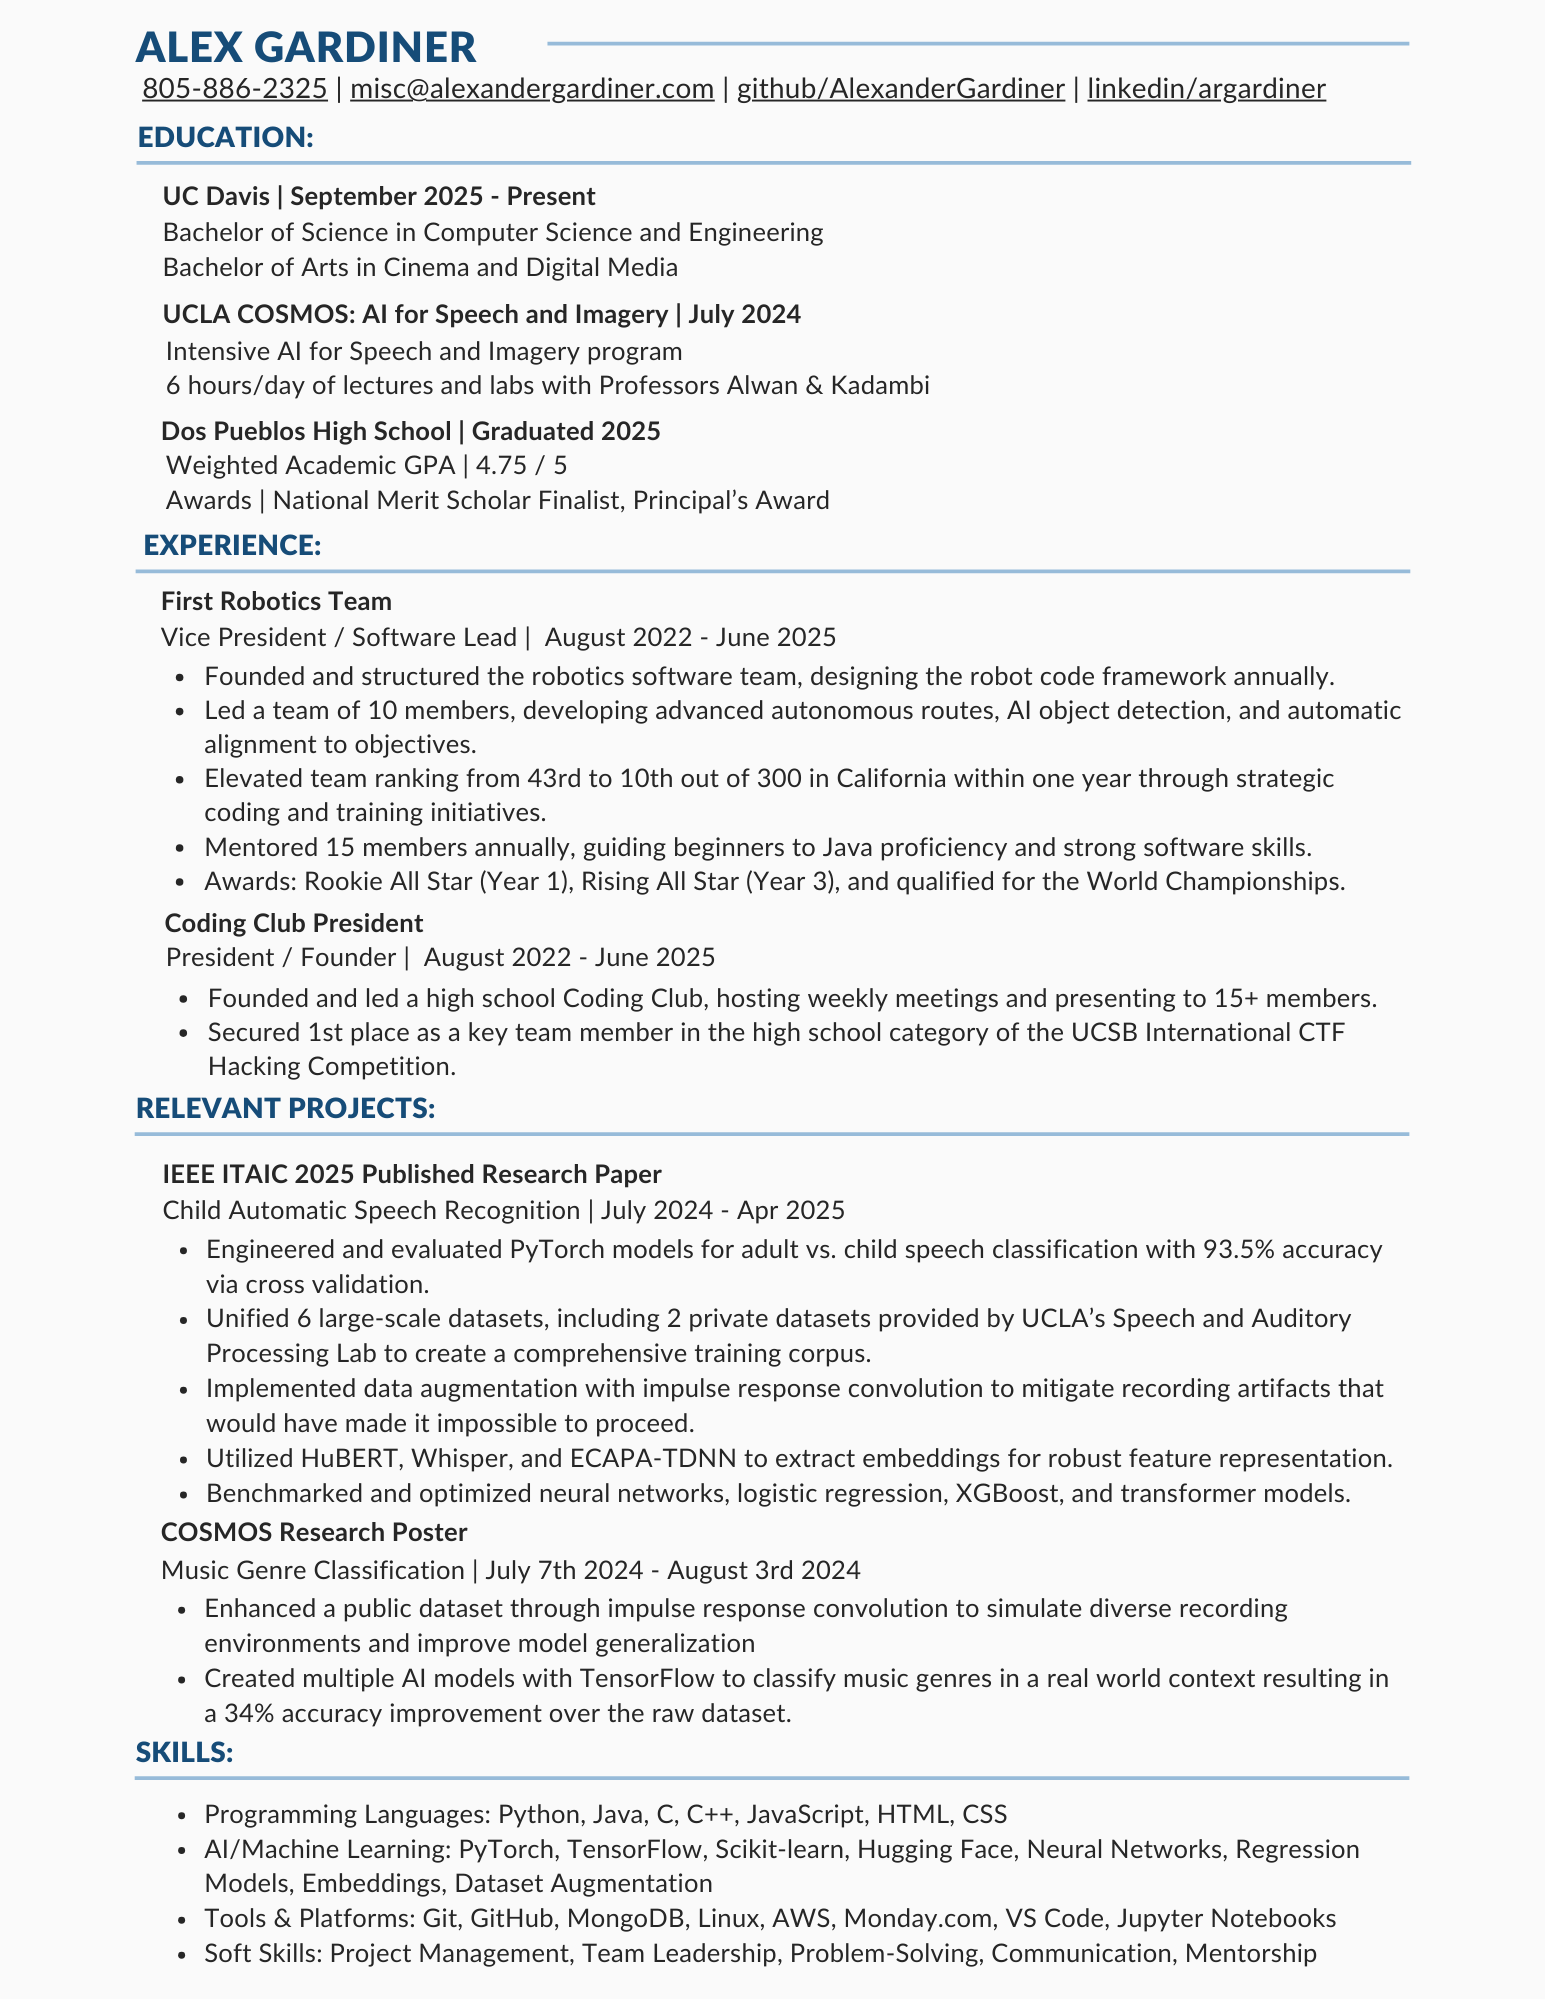 ALEX GARDINER
805-886-2325 | misc@alexandergardiner.com | github/AlexanderGardiner | linkedin/argardiner
EDUCATION:
UC Davis | September 2025 - Present
Bachelor of Science in Computer Science and Engineering
Bachelor of Arts in Cinema and Digital Media
UCLA COSMOS: AI for Speech and Imagery | July 2024
Intensive AI for Speech and Imagery program
6 hours/day of lectures and labs with Professors Alwan & Kadambi
Dos Pueblos High School | Graduated 2025
Weighted Academic GPA | 4.75 / 5
Awards | National Merit Scholar Finalist, Principal’s Award
EXPERIENCE:
First Robotics Team
Vice President / Software Lead | August 2022 - June 2025
• Founded and structured the robotics software team, designing the robot code framework annually.
• Led a team of 10 members, developing advanced autonomous routes, AI object detection, and automatic
alignment to objectives.
• Elevated team ranking from 43rd to 10th out of 300 in California within one year through strategic
coding and training initiatives.
• Mentored 15 members annually, guiding beginners to Java proficiency and strong software skills.
• Awards: Rookie All Star (Year 1), Rising All Star (Year 3), and qualified for the World Championships.
Coding Club President
President / Founder | August 2022 - June 2025
• Founded and led a high school Coding Club, hosting weekly meetings and presenting to 15+ members.
• Secured 1st place as a key team member in the high school category of the UCSB International CTF
Hacking Competition.
RELEVANT PROJECTS:
IEEE ITAIC 2025 Published Research Paper
Child Automatic Speech Recognition | July 2024 - Apr 2025
• Engineered and evaluated PyTorch models for adult vs. child speech classification with 93.5% accuracy
via cross validation.
• Unified 6 large-scale datasets, including 2 private datasets provided by UCLA’s Speech and Auditory
Processing Lab to create a comprehensive training corpus.
• Implemented data augmentation with impulse response convolution to mitigate recording artifacts that
would have made it impossible to proceed.
• Utilized HuBERT, Whisper, and ECAPA-TDNN to extract embeddings for robust feature representation.
• Benchmarked and optimized neural networks, logistic regression, XGBoost, and transformer models.
COSMOS Research Poster
Music Genre Classification | July 7th 2024 - August 3rd 2024
• Enhanced a public dataset through impulse response convolution to simulate diverse recording
environments and improve model generalization
• Created multiple AI models with TensorFlow to classify music genres in a real world context resulting in
a 34% accuracy improvement over the raw dataset.
SKILLS:
• Programming Languages: Python, Java, C, C++, JavaScript, HTML, CSS
• AI/Machine Learning: PyTorch, TensorFlow, Scikit-learn, Hugging Face, Neural Networks, Regression
Models, Embeddings, Dataset Augmentation
• Tools & Platforms: Git, GitHub, MongoDB, Linux, AWS, Monday.com, VS Code, Jupyter Notebooks
• Soft Skills: Project Management, Team Leadership, Problem-Solving, Communication, Mentorship